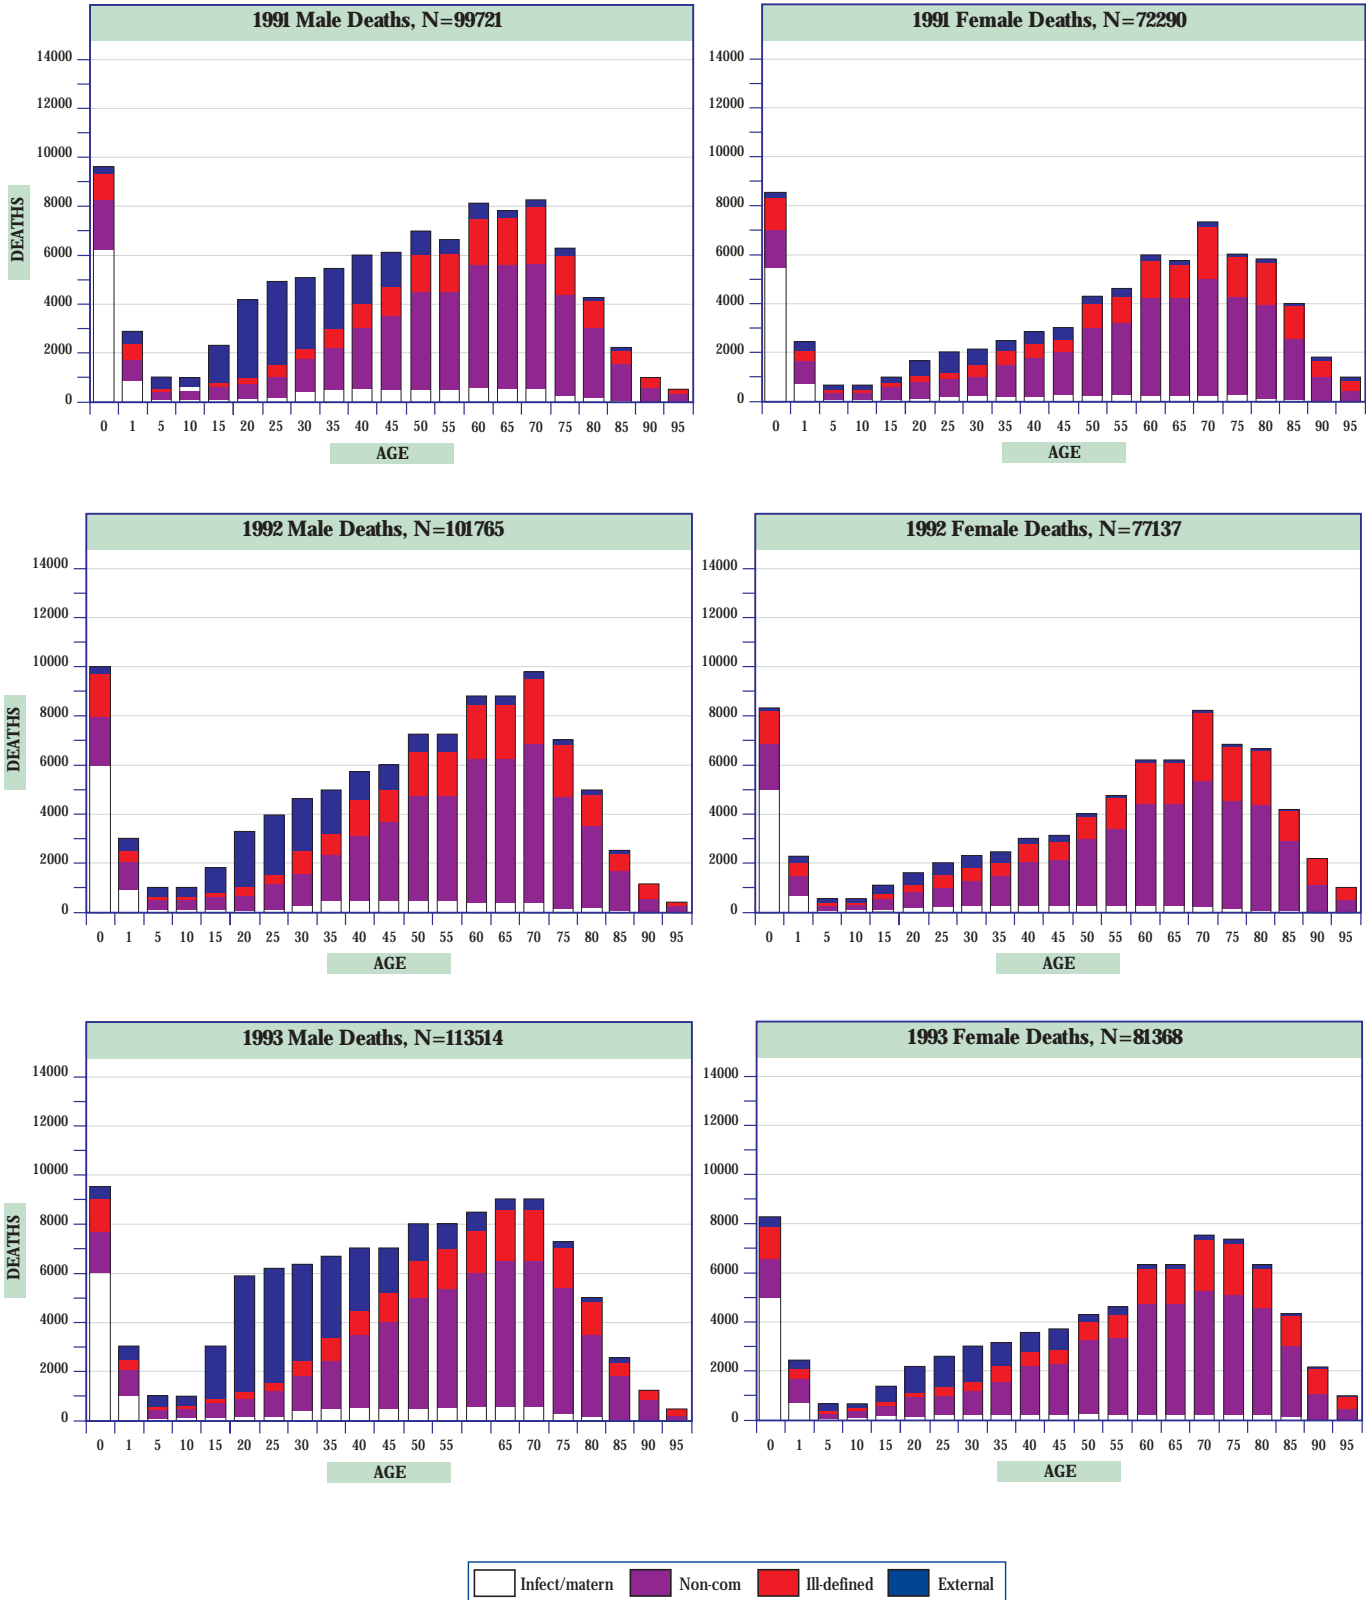 1991 Male Deaths, N=99721
14000
12000
10000
8000
6000
4000
2000
0
DEATHS
0 1 5 10 15 20 25 30 35 40 45 50 55 60 65 70 75 80 85 90 95
AGE
1991 Female Deaths, N=72290
14000
12000
10000
8000
6000
4000
2000
0
0 1 5 10 15 20 25 30 35 40 45 50 55 60 65 70 75 80 85 90 95
AGE
1992 Male Deaths, N=101765
14000
12000
10000
8000
6000
4000
2000
0
DEATHS
0 1 5 10 15 20 25 30 35 40 45 50 55 60 65 70 75 80 85 90 95
AGE
1992 Female Deaths, N=77137
14000
12000
10000
8000
6000
4000
2000
0
0 1 5 10 15 20 25 30 35 40 45 50 55 60 65 70 75 80 85 90 95
AGE
1993 Male Deaths, N=113514
14000
12000
10000
8000
6000
4000
2000
0
DEATHS
0 1 5 10 15 20 25 30 35 40 45 50 55 65 70 75 80 85 90 95
AGE
1993 Female Deaths, N=81368
14000
12000
10000
8000
6000
4000
2000
0
0 1 5 10 15 20 25 30 35 40 45 50 55 60 65 70 75 80 85 90 95
AGE
Infect/matern Non-com Ill-defined External